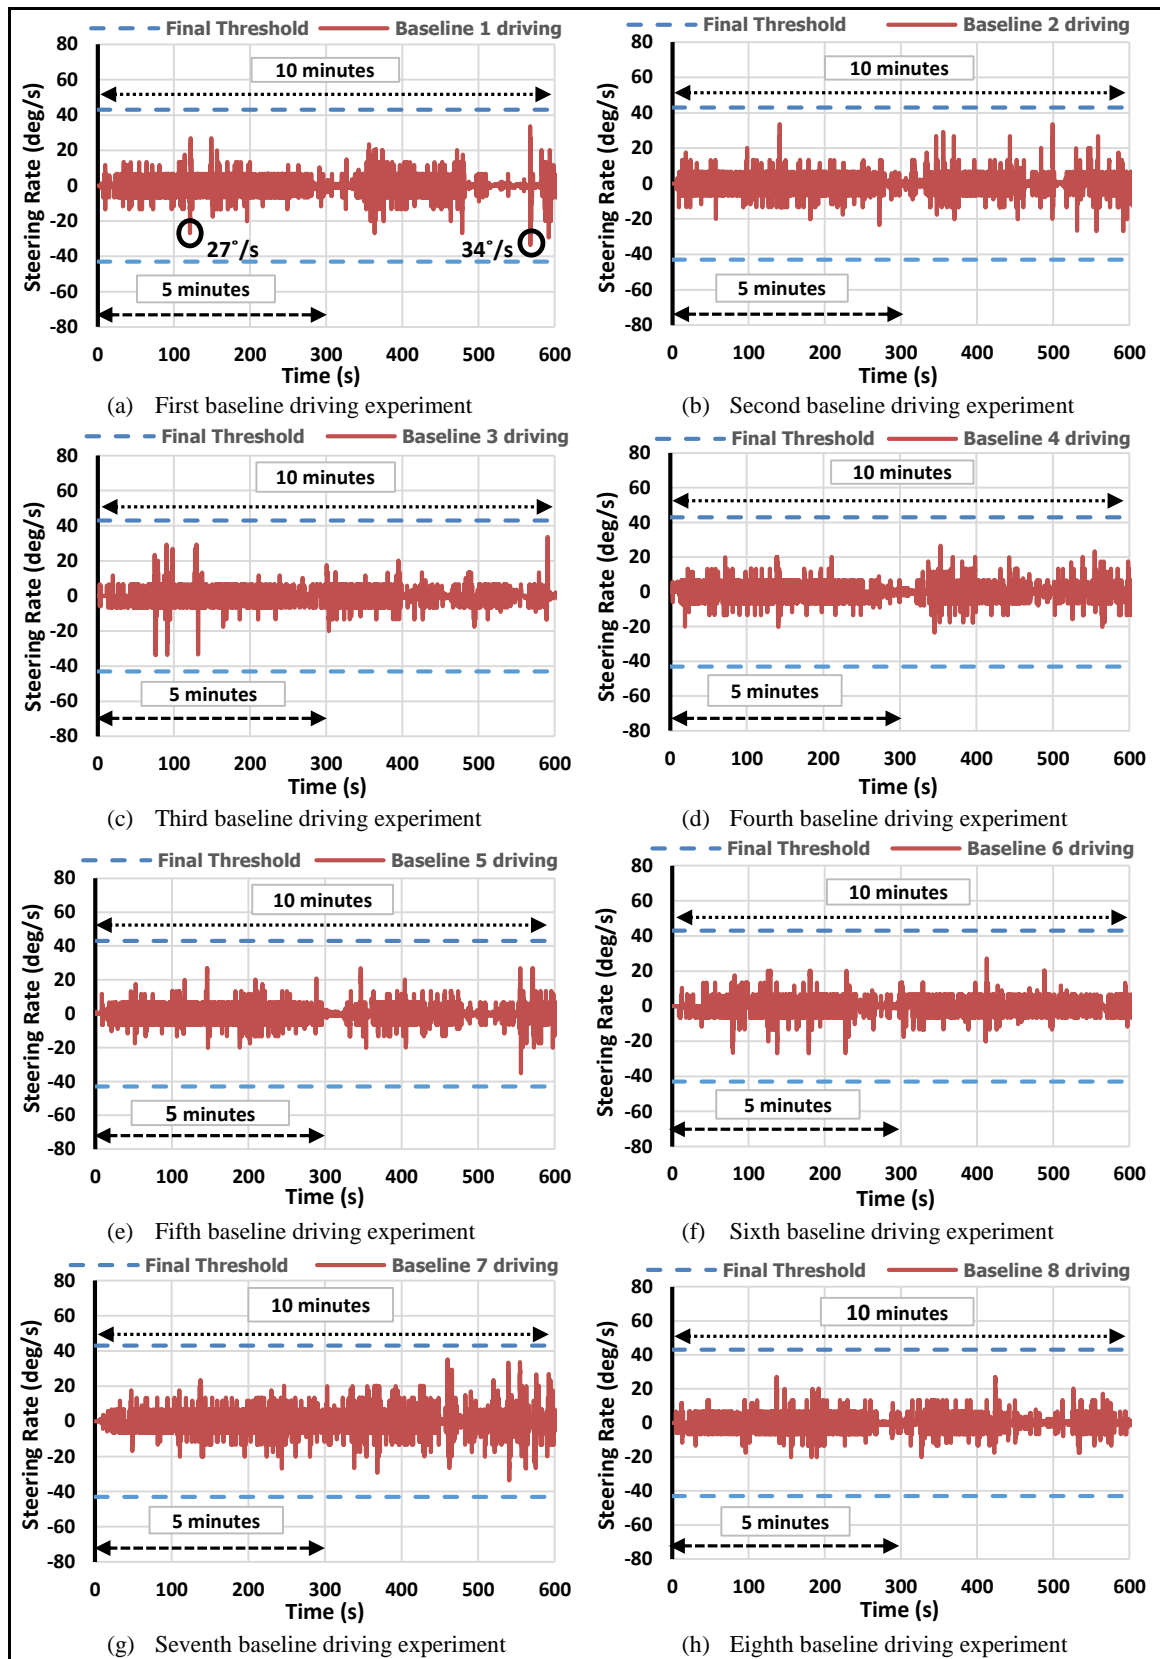 Final Threshold Baseline 1 driving
80
60
40
20
0
-20
-40
-60
-80
Steering Rate (deg/s)
10 minutes
27˚/s
34˚/s
5 minutes
0 100 200 300 400 500 600
Time (s)
(a) First baseline driving experiment
Final Threshold Baseline 2 driving
80
60
40
20
0
-20
-40
-60
-80
Steering Rate (deg/s)
10 minutes
5 minutes
0 100 200 300 400 500 600
Time (s)
(b) Second baseline driving experiment
Final Threshold Baseline 3 driving
80
60
40
20
0
-20
-40
-60
-80
Steering Rate (deg/s)
10 minutes
5 minutes
0 100 200 300 400 500 600
Time (s)
(c) Third baseline driving experiment
Final Threshold Baseline 4 driving
80
60
40
20
0
-20
-40
-60
-80
Steering Rate (deg/s)
10 minutes
5 minutes
0 100 200 300 400 500 600
Time (s)
(d) Fourth baseline driving experiment
Final Threshold Baseline 5 driving
80
60
40
20
0
-20
-40
-60
-80
Steering Rate (deg/s)
10 minutes
5 minutes
0 100 200 300 400 500 600
Time (s)
(e) Fifth baseline driving experiment
Final Threshold Baseline 6 driving
80
60
40
20
0
-20
-40
-60
-80
Steering Rate (deg/s)
10 minutes
5 minutes
0 100 200 300 400 500 600
Time (s)
(f) Sixth baseline driving experiment
Final Threshold Baseline 7 driving
80
60
40
20
0
-20
-40
-60
-80
Steering Rate (deg/s)
10 minutes
5 minutes
0 100 200 300 400 500 600
Time (s)
(g) Seventh baseline driving experiment
Final Threshold Baseline 8 driving
80
60
40
20
0
-20
-40
-60
-80
Steering Rate (deg/s)
10 minutes
5 minutes
0 100 200 300 400 500 600
Time (s)
(h) Eighth baseline driving experiment